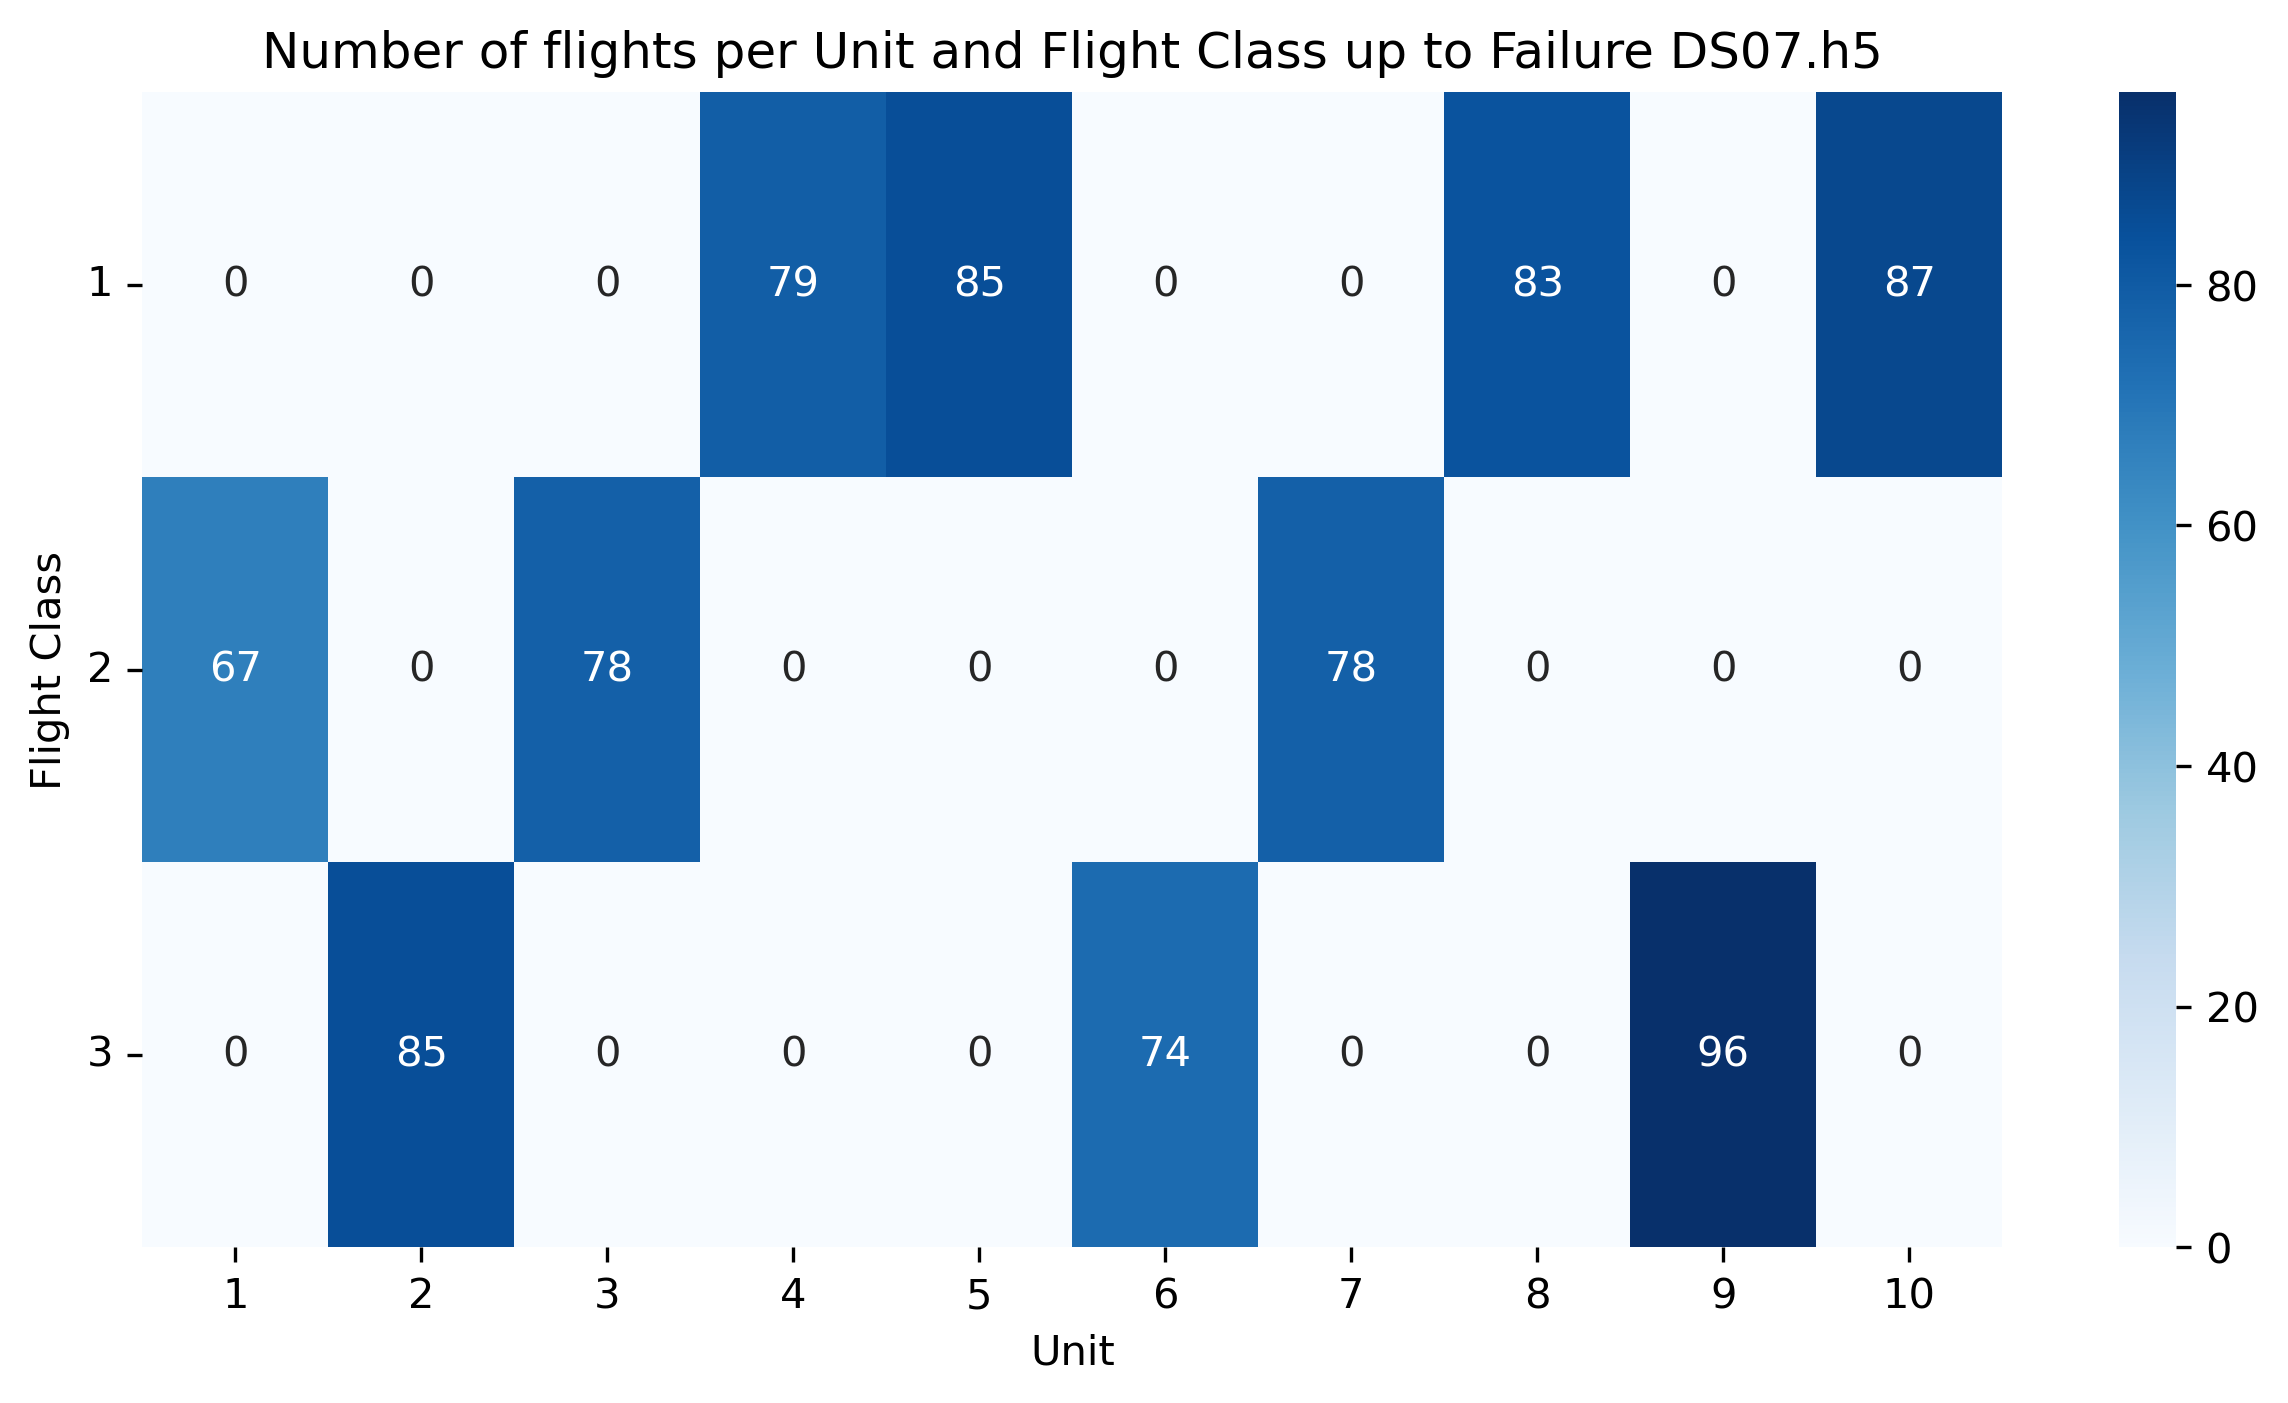 Number of flights per Unit and Flight Class up to Failure DS07.h5
1 0 0 0 79 85 0 0 83 0 87
2 67 0 78 0 0 0 78 0 0 0
3 0 85 0 0 0 74 0 0 96 0
1 2 3 4 5 6 7 8 9 10
Unit
Flight Class
80
60
40
20
0